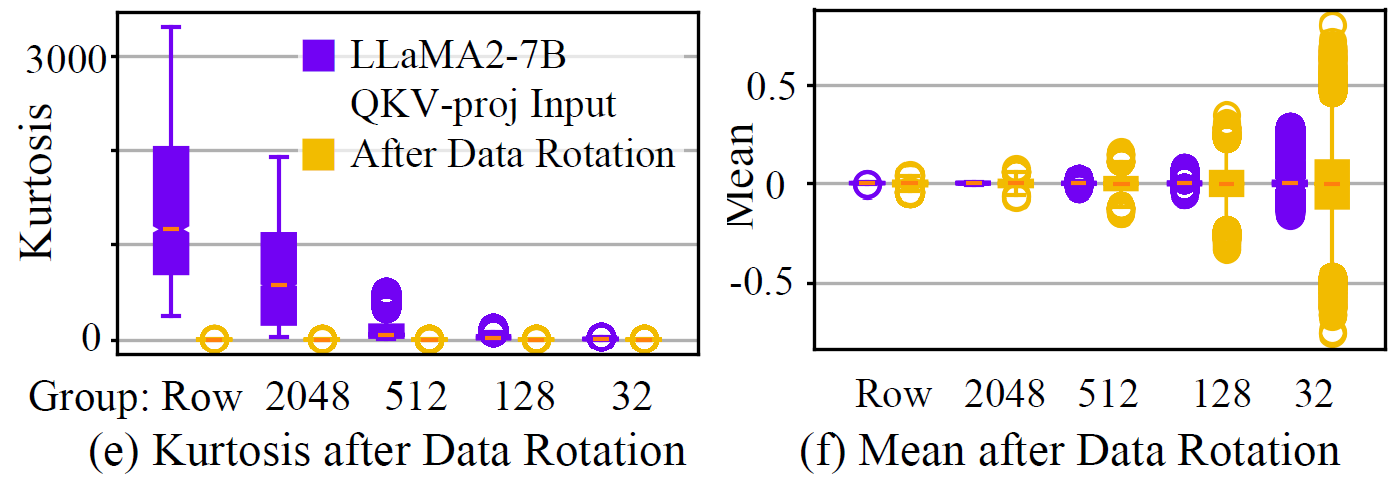 3000
0
Kurtosis
LLaMA2-7B
QKV-proj Input
After Data Rotation
Group: Row 2048 512 128 32
(e) Kurtosis after Data Rotation
0.5
0
-0.5
Mean
Row 2048 512 128 32
(f) Mean after Data Rotation